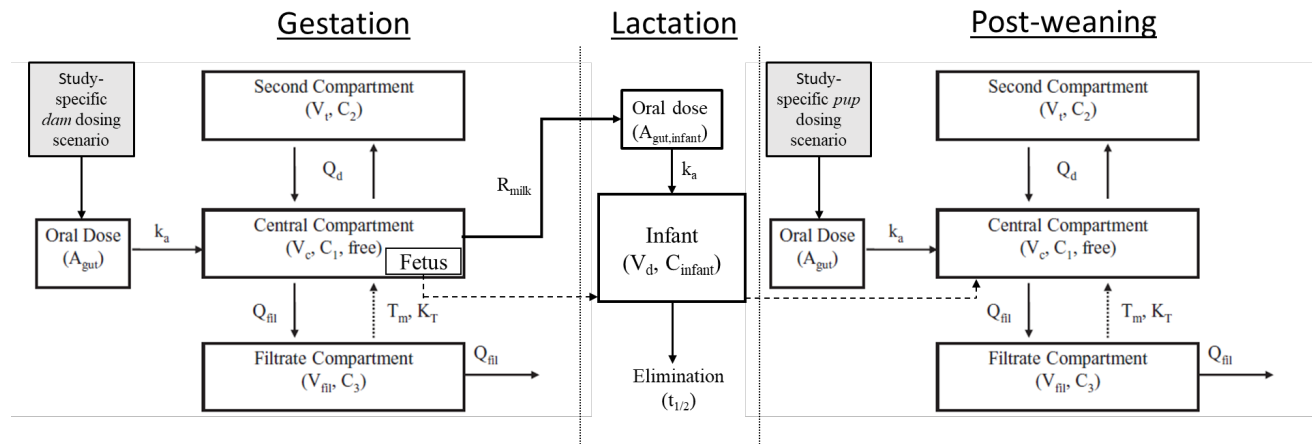 Gestation
Lactation
Post-weaning
Study-
specific
dam dosing
scenario
Second Compartment
(Vt, C2)
Qd
Oral Dose
(Agut)
ka
Central Compartment
(Vc, C1, free)
Fetus
Qfil
Tm, KT
Filtrate Compartment
(Vfil, C3)
Qfil
Rmilk
Oral dose
(Agut,infant)
ka
Infant
(Vd, Cinfant)
Elimination
(t1/2)
Study-
specific pup
dosing
scenario
Second Compartment
(Vt, C2)
Qd
Oral Dose
(Agut)
ka
Central Compartment
(Vc, C1, free)
Qfil
Tm, KT
Filtrate Compartment
(Vfil, C3)
Qfil